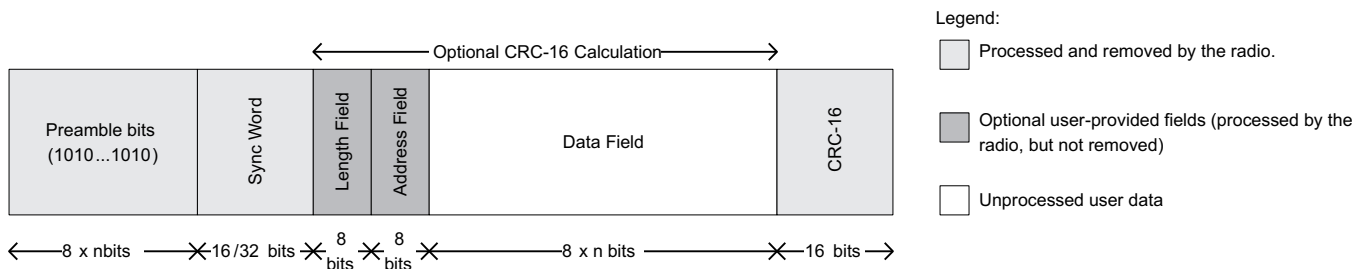 Legend:
Optional CRC-16 Calculation
Processed and removed by the radio.
Preamble bits
(1010...1010)
Sync Word
Length Field
Address Field
Data Field
CRC-16
Optional user-provided fields (processed by the
radio, but not removed)
Unprocessed user data
8 x nbits
16/32 bits
8
bits
8
bits
8 x n bits
16 bits